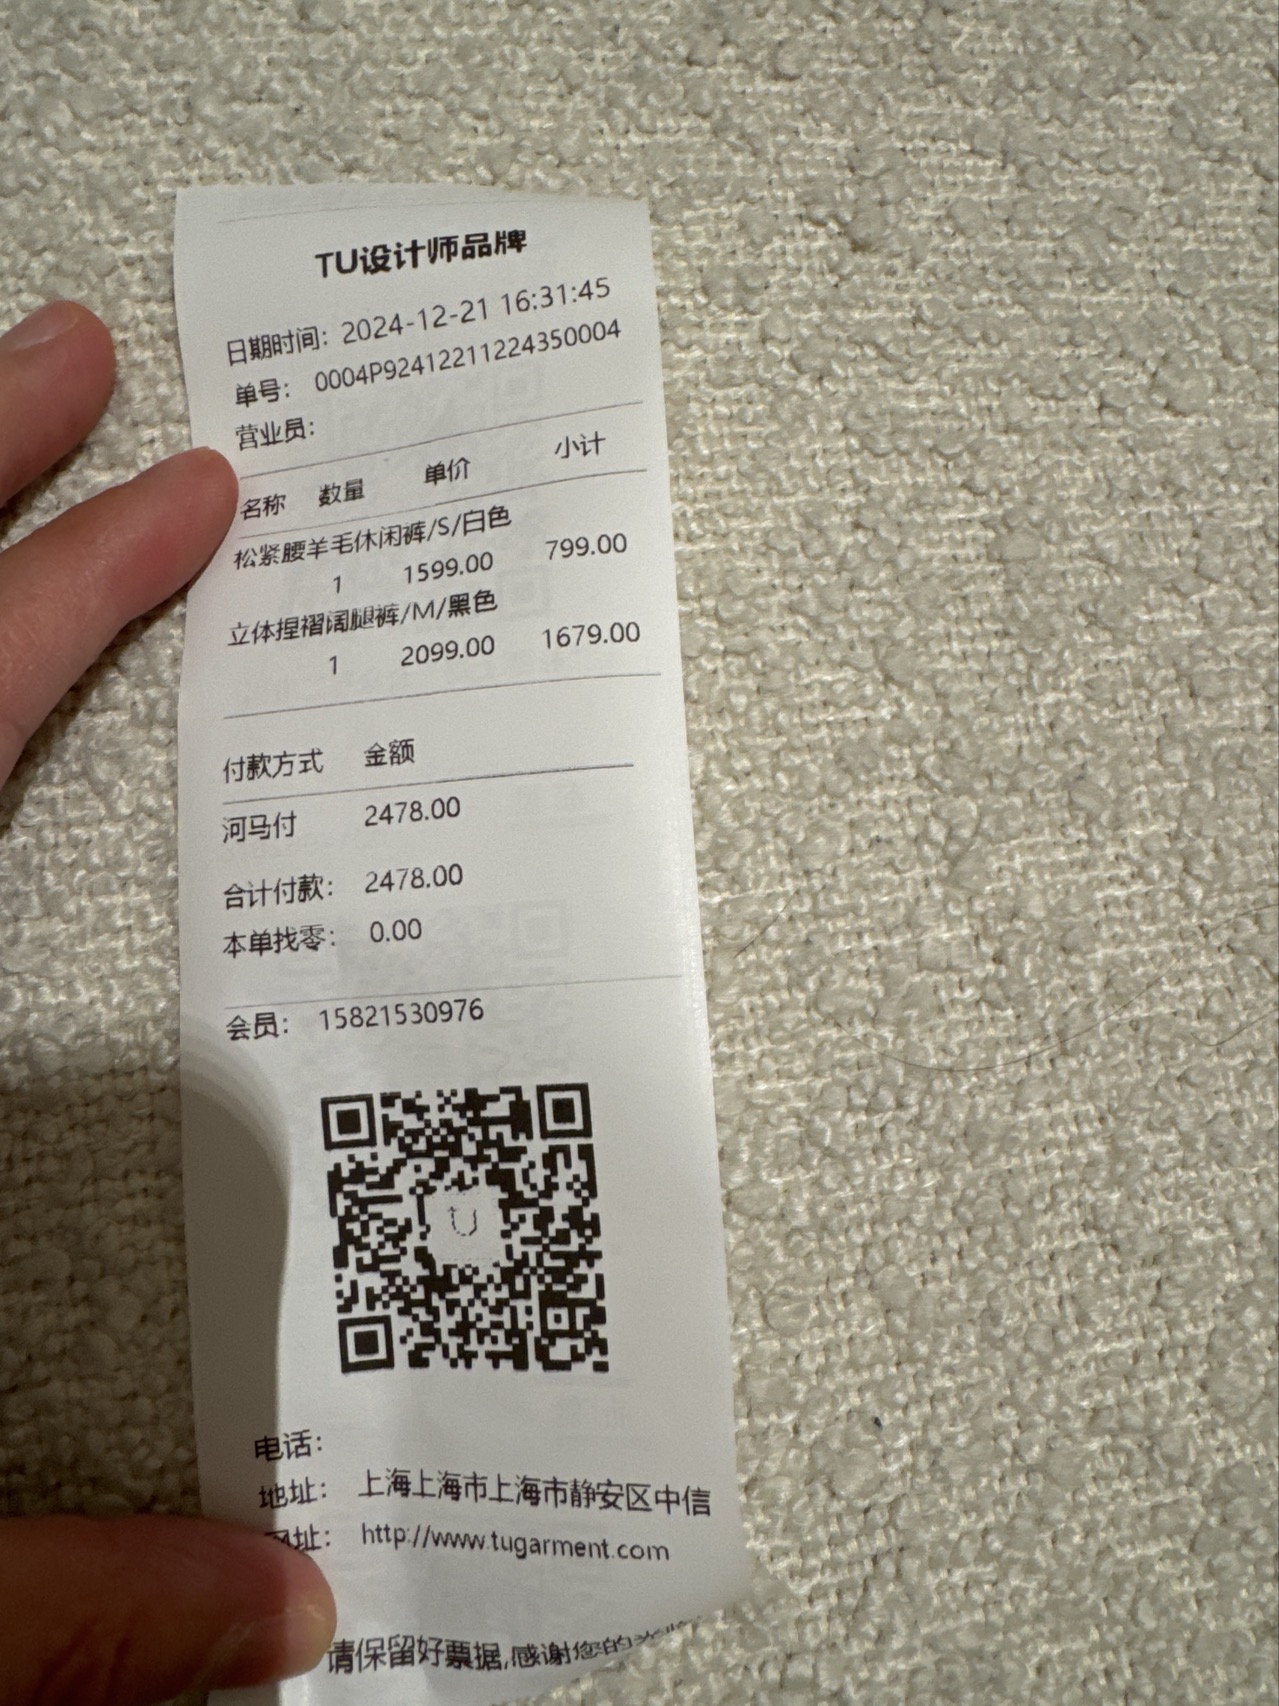 TU设计师品牌
日期时间：2024-12-21 16:31:45
单号：0004P92412211224350004
营业员：
名称 数量 单价 小计
松紧腰羊毛休闲裤/S/白色
1 1599.00 799.00
立体捏褶阔腿裤/M/黑色
1 2099.00 1679.00
付款方式 金额
河马付 2478.00
合计付款：2478.00
本单找零：0.00
会员：15821530976
电话：
地址：上海上海市上海市静安区中信
网址：http://www.tugarment.com
请保留好票据,感谢您的